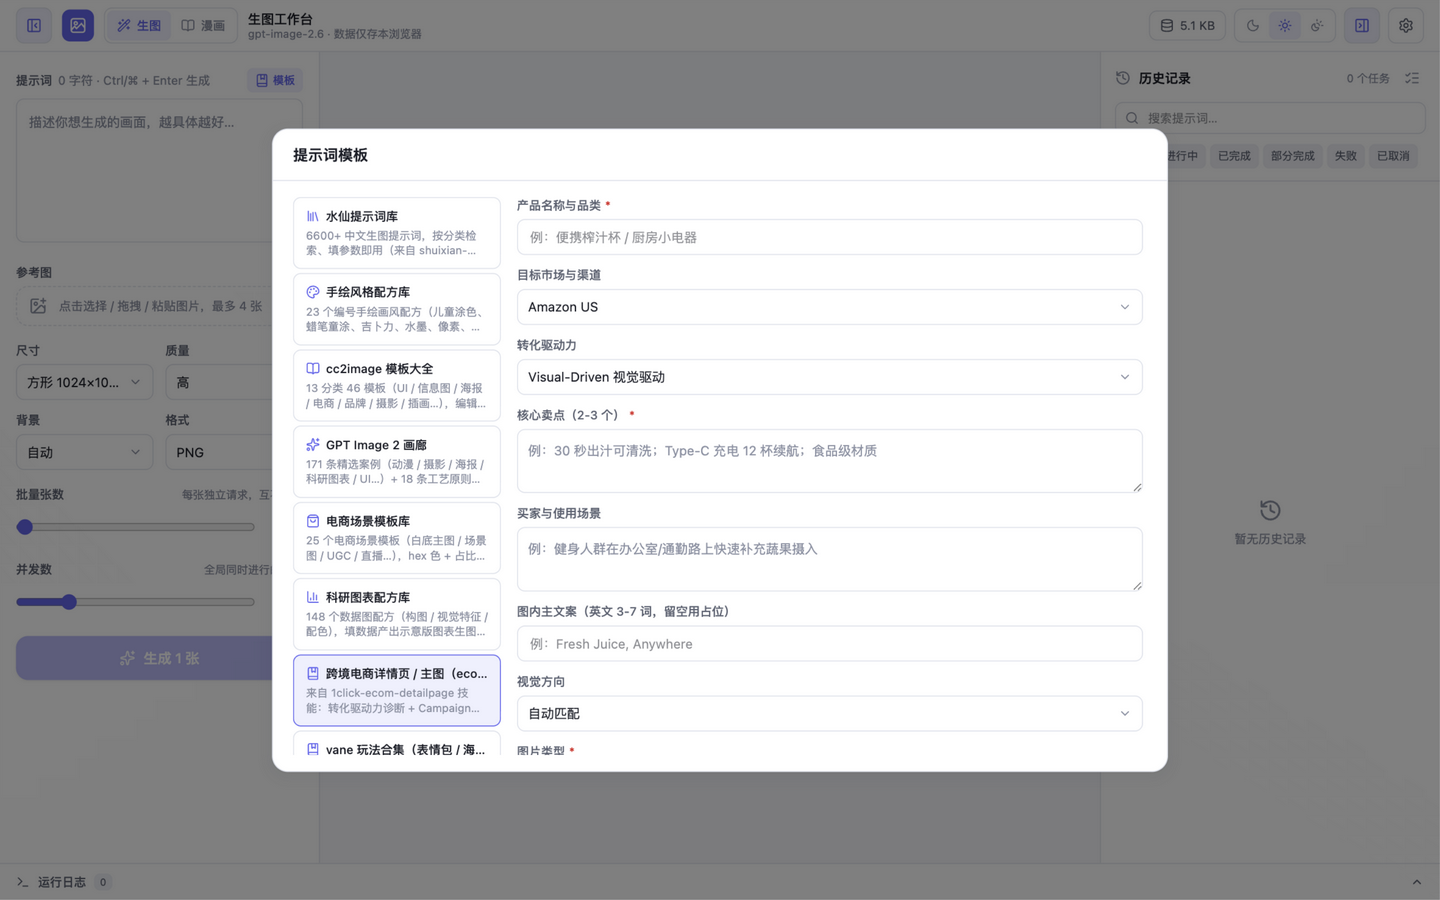 生图
漫画
生图工作台
gpt-image-2.6 · 数据仅存本浏览器
5.1 KB
提示词
0 字符 · Ctrl/⌘ + Enter 生成
模板
描述你想生成的画面，越具体越好...
参考图
点击选择 / 拖拽 / 粘贴图片，最多 4 张
尺寸
质量
方形 1024×10...
高
背景
格式
自动
PNG
批量张数
每张独立请求，互
并发数
全局同时进行
生成 1 张
提示词模板
水仙提示词库
6600+ 中文生图提示词，按分类检
索、填参数即用（来自 shuixian-...
手绘风格配方库
23 个编号手绘画风配方（儿童涂色、
蜡笔童涂、吉卜力、水墨、像素、...
cc2image 模板大全
13 分类 46 模板（UI / 信息图 / 海报
/ 电商 / 品牌 / 摄影 / 插画...），编辑...
GPT Image 2 画廊
171 条精选案例（动漫 / 摄影 / 海报 /
科研图表 / UI...）+ 18 条工艺原则...
电商场景模板库
25 个电商场景模板（白底主图 / 场景
图 / UGC / 直播...），hex 色 + 占比...
科研图表配方库
148 个数据图配方（构图 / 视觉特征 /
配色），填数据产出示意版图表生图...
跨境电商详情页 / 主图（eco...
来自 1click-ecom-detailpage 技
能：转化驱动力诊断 + Campaign...
vane 玩法合集（表情包 / 海...
产品名称与品类 *
例：便携榨汁杯 / 厨房小电器
目标市场与渠道
Amazon US
转化驱动力
Visual-Driven 视觉驱动
核心卖点（2-3 个） *
例：30 秒出汁可清洗；Type-C 充电 12 杯续航；食品级材质
买家与使用场景
例：健身人群在办公室/通勤路上快速补充蔬果摄入
图内主文案（英文 3-7 词，留空用占位）
例：Fresh Juice, Anywhere
视觉方向
自动匹配
图片类型 *
历史记录
0 个任务
搜索提示词...
进行中
已完成
部分完成
失败
已取消
暂无历史记录
运行日志
0